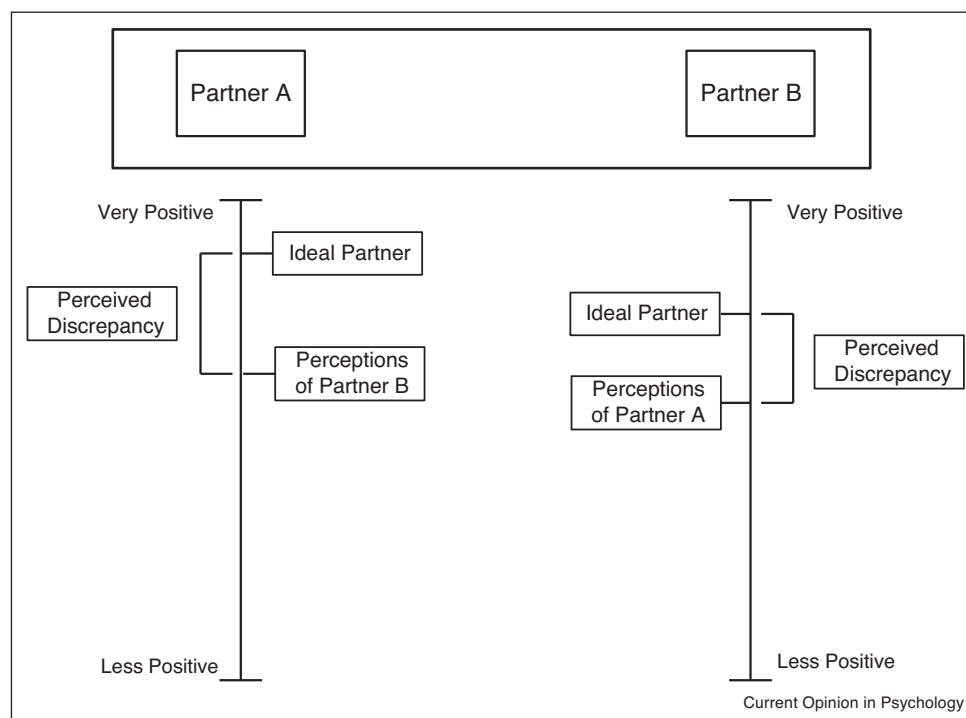 Partner A
Partner B
Very Positive
Ideal Partner
Perceived
Discrepancy
Perceptions
of Partner B
Less Positive
Very Positive
Ideal Partner
Perceived
Discrepancy
Perceptions
of Partner A
Less Positive
Current Opinion in Psychology